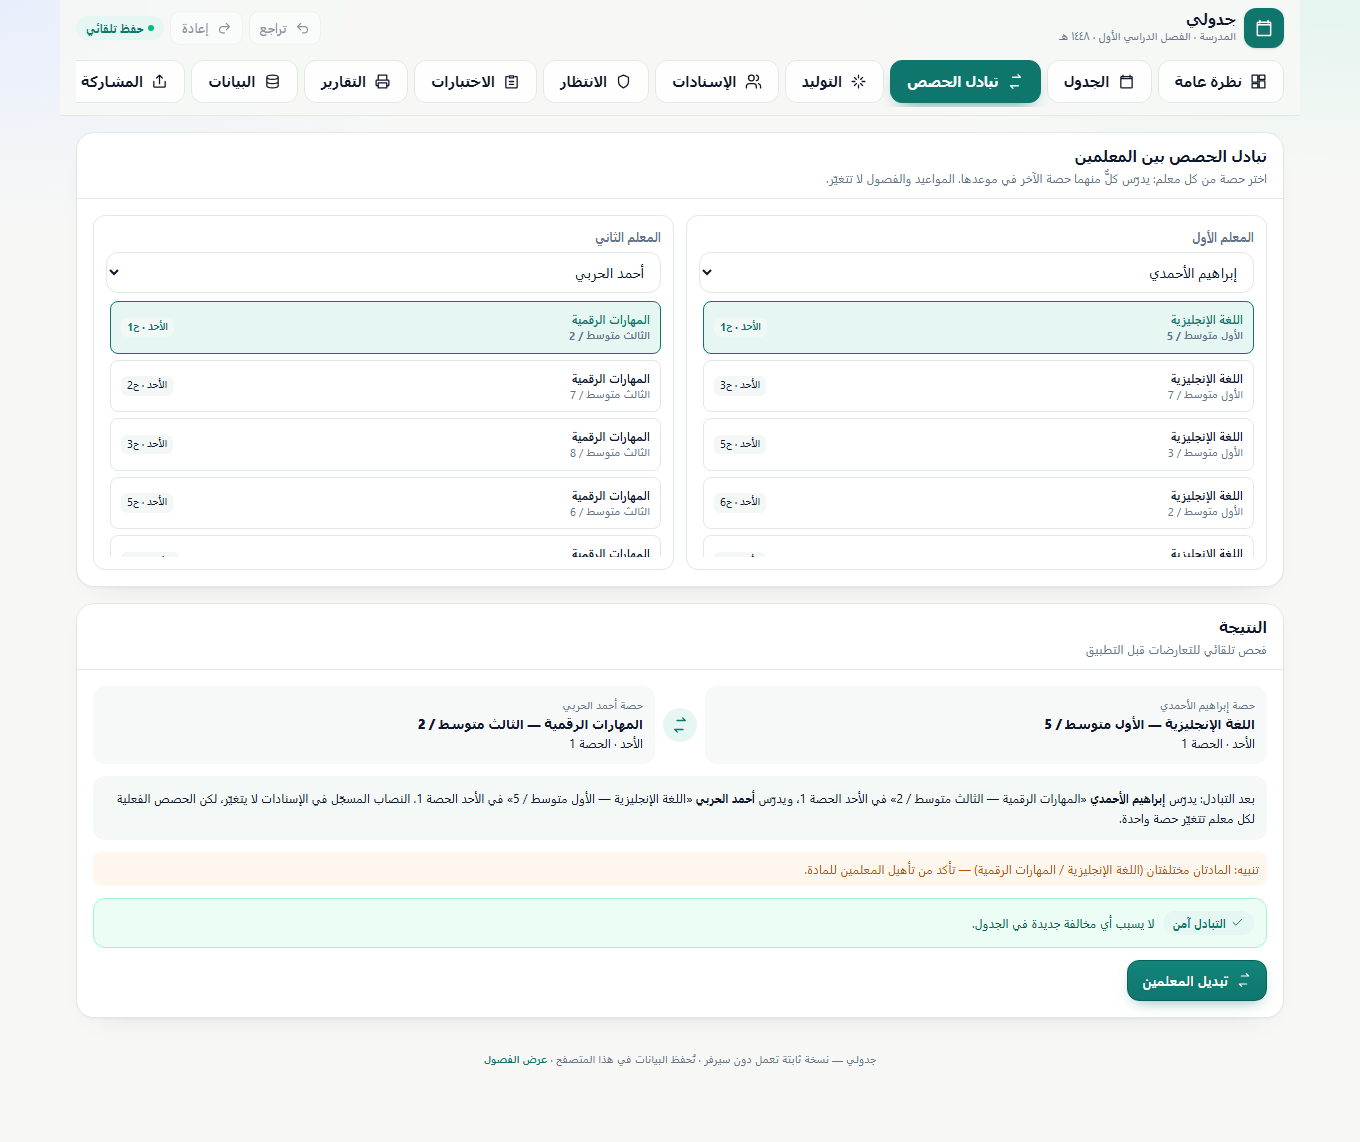 جدولي
المدرسة · الفصل الدراسي الأول · ١٤٤٨ هـ
تراجع
إعادة
حفظ تلقائي
نظرة عامة
الجدول
تبادل الحصص
التوليد
الإسنادات
الانتظار
الاختبارات
التقارير
البيانات
المشاركة
تبادل الحصص بين المعلمين
اختر حصة من كل معلم: يدرّس كلٌّ منهما حصة الآخر في موعدها. المواعيد والفصول لا تتغيّر.
المعلم الأول
إبراهيم الأحمدي
اللغة الإنجليزية
الأول متوسط / 5
الأحد · ح1
اللغة الإنجليزية
الأول متوسط / 7
الأحد · ح3
اللغة الإنجليزية
الأول متوسط / 3
الأحد · ح5
اللغة الإنجليزية
الأول متوسط / 2
الأحد · ح6
اللغة الإنجليزية
المعلم الثاني
أحمد الحربي
المهارات الرقمية
الثالث متوسط / 2
الأحد · ح1
المهارات الرقمية
الثالث متوسط / 7
الأحد · ح2
المهارات الرقمية
الثالث متوسط / 8
الأحد · ح3
المهارات الرقمية
الثالث متوسط / 6
الأحد · ح5
المهارات الرقمية
النتيجة
فحص تلقائي للتعارضات قبل التطبيق
حصة إبراهيم الأحمدي
اللغة الإنجليزية — الأول متوسط / 5
الأحد · الحصة 1
حصة أحمد الحربي
المهارات الرقمية — الثالث متوسط / 2
الأحد · الحصة 1
بعد التبادل: يدرّس إبراهيم الأحمدي «المهارات الرقمية — الثالث متوسط / 2» في الأحد الحصة 1، ويدرّس أحمد الحربي «اللغة الإنجليزية — الأول متوسط / 5» في الأحد الحصة 1. النصاب المسجّل في الإسنادات لا يتغيّر، لكن الحصص الفعلية
لكل معلم تتغيّر حصة واحدة.
تنبيه: المادتان مختلفتان (اللغة الإنجليزية / المهارات الرقمية) — تأكد من تأهيل المعلمين للمادة.
التبادل آمن
لا يسبب أي مخالفة جديدة في الجدول.
تبديل المعلمين
جدولي — نسخة ثابتة تعمل دون سيرفر · تُحفظ البيانات في هذا المتصفح · عرض الفصول